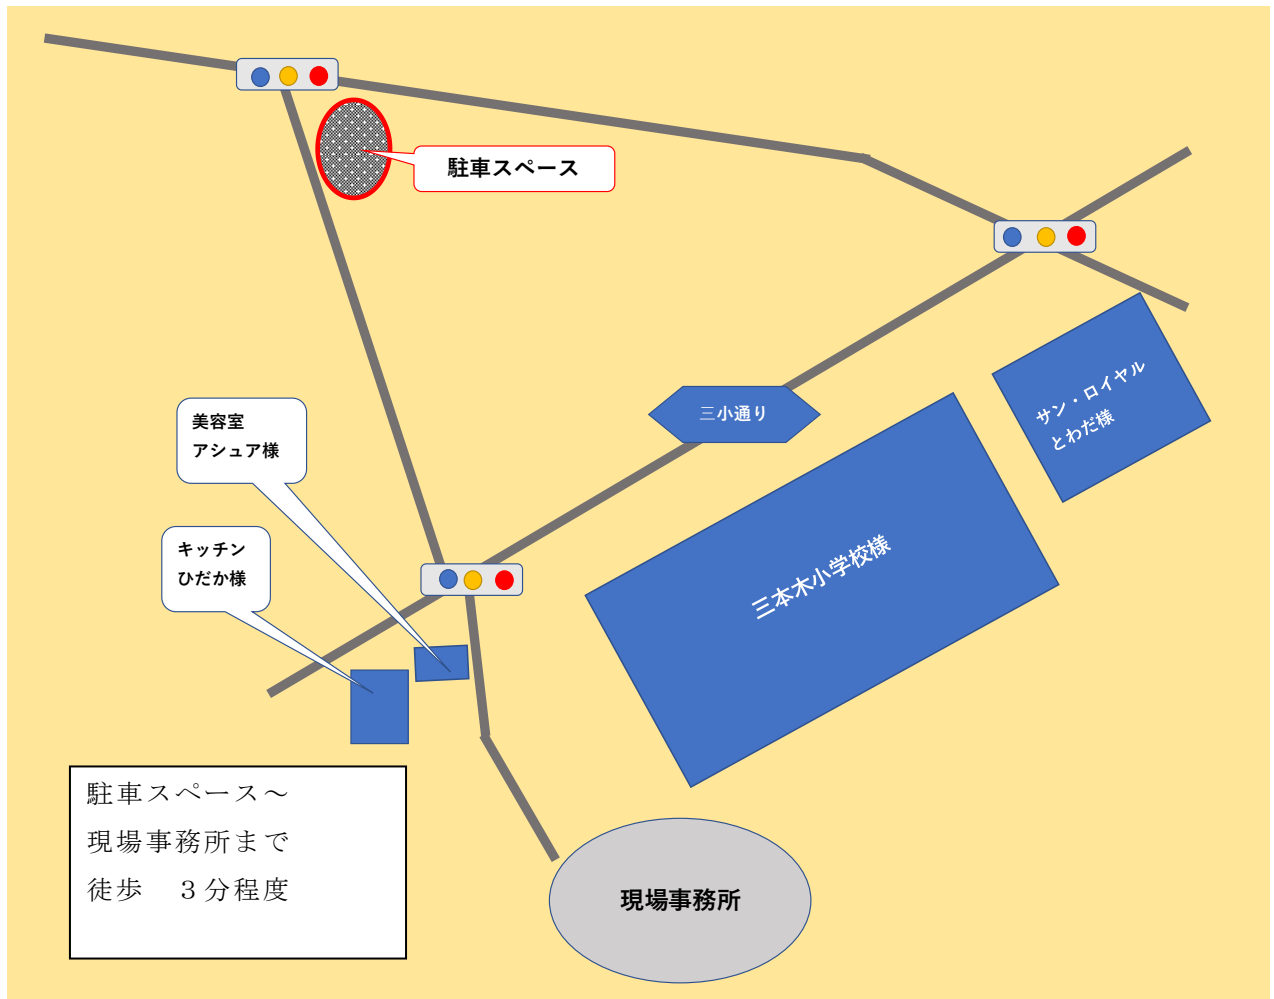 駐車スペース
三小通り
サン・ロイヤル
とわだ様
美容室
アシュア様
キッチン
ひだか様
三本木小学校様
駐車スペース～
現場事務所まで
徒歩　３分程度
現場事務所